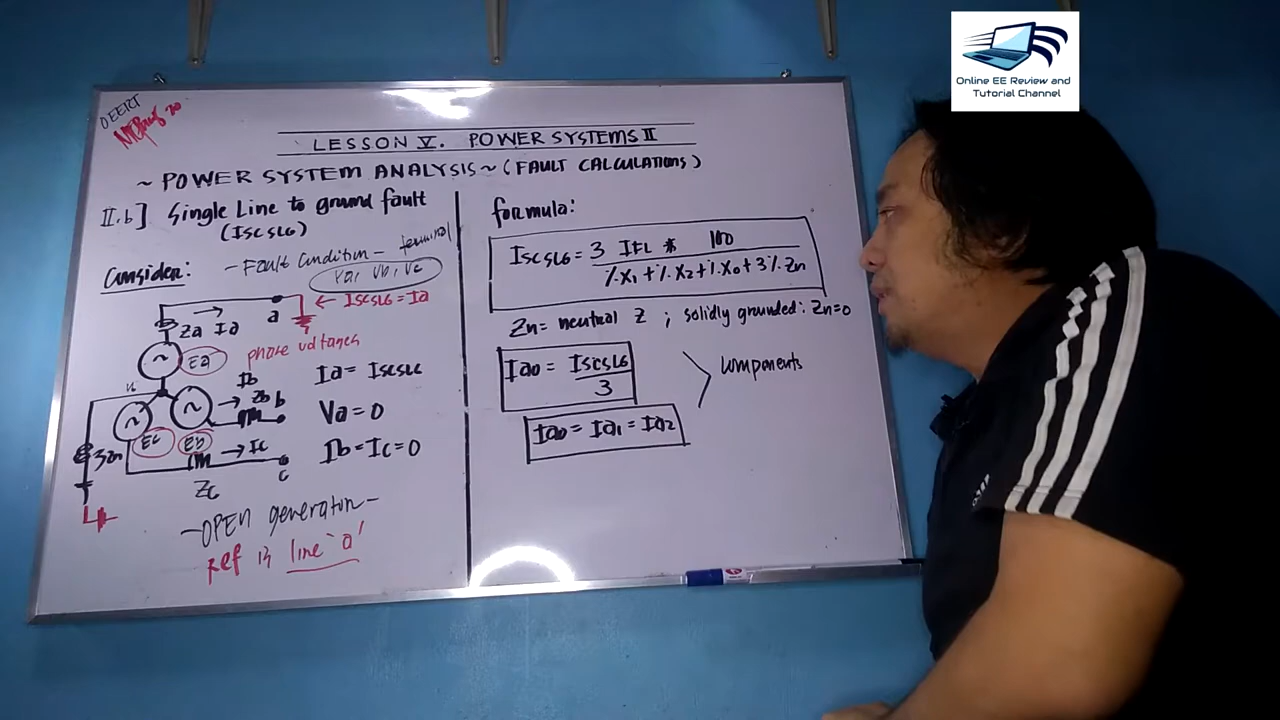 Online EE Review and
Tutorial Channel
OEERT
LESSON V. POWER SYSTEMS II
~ POWER SYSTEM ANALYSIS ~ (FAULT CALCULATIONS)
II.b] Single Line to ground fault
(ISCSLG)
Consider:
- Fault Condition - terminal
Va, Vb, Vc
← ISCSLG = Ia
a
Za Ia
phase voltages
Ea
Ia = ISCSLG
Va = 0
Ib = Ic = 0
n
Ib
Zb b
Ec
Eb
Ic
3Zn
Zc
c
- OPEN generator -
ref is line 'a'
formula:
ISCSLG = 3 IFL * 100
%X1 + %X2 + %X0 + 3%Zn
Zn = neutral Z ; solidly grounded: Zn=0
Ia0 = ISCSLG
3
components
Ia0 = Ia1 = Ia2